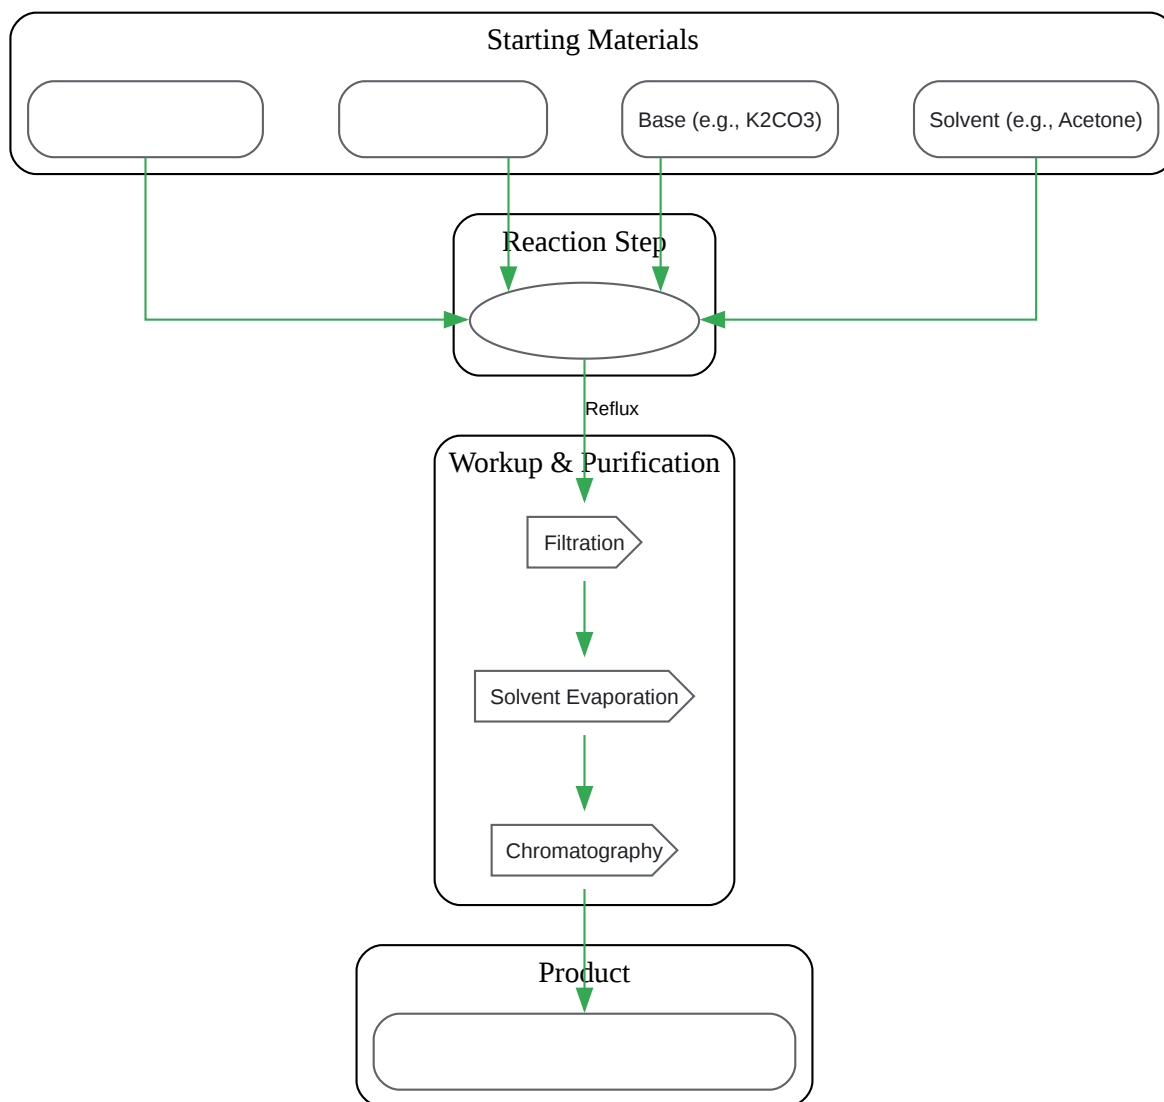 Starting Materials
Base (e.g., K2CO3)
Solvent (e.g., Acetone)
Reaction Step
Reflux
Workup & Purification
Filtration
Solvent Evaporation
Chromatography
Product